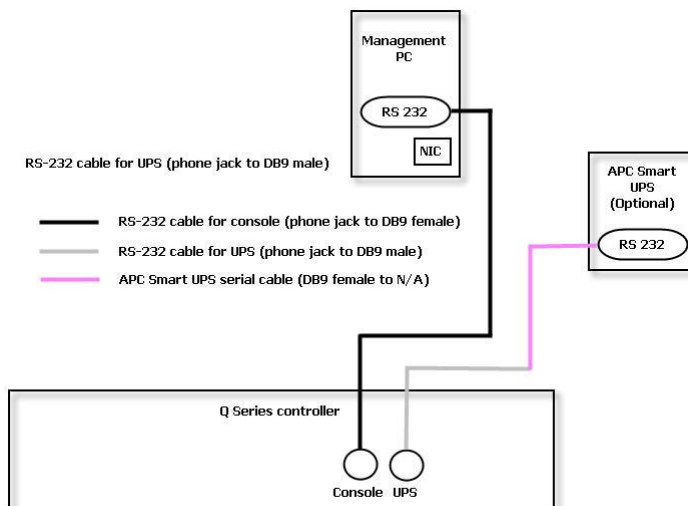 Management
PC
RS 232
NIC
RS-232 cable for UPS (phone jack to DB9 male)
APC Smart
UPS
(Optional)
RS 232
RS-232 cable for console (phone jack to DB9 female)
RS-232 cable for UPS (phone jack to DB9 male)
APC Smart UPS serial cable (DB9 female to N/A)
Q Series controller
Console UPS